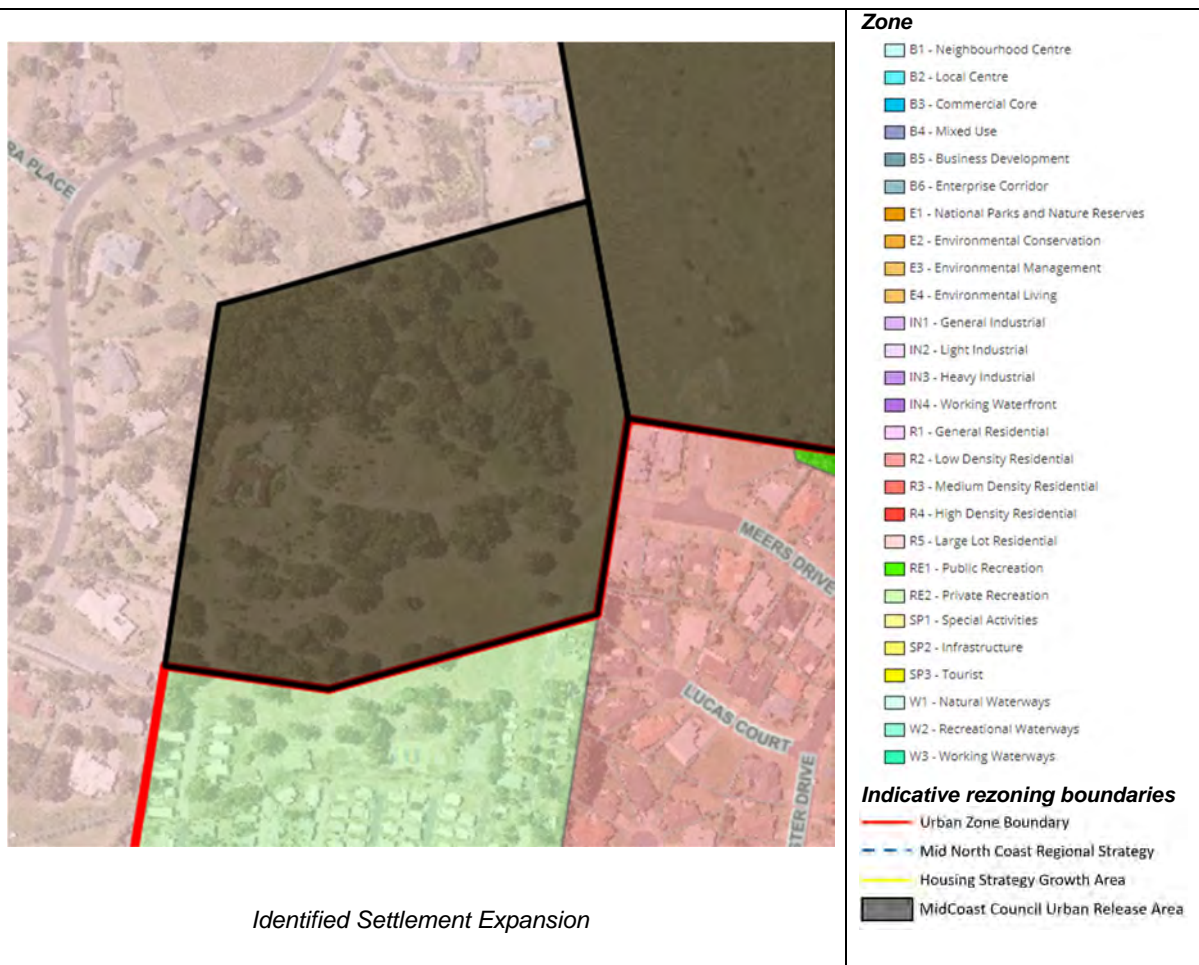 RA PLACE
MEERS DRIVE
LUCAS COURT
STER DRIVE
Identified Settlement Expansion
Zone
B1 - Neighbourhood Centre
B2 - Local Centre
B3 - Commercial Core
B4 - Mixed Use
B5 - Business Development
B6 - Enterprise Corridor
E1 - National Parks and Nature Reserves
E2 - Environmental Conservation
E3 - Environmental Management
E4 - Environmental Living
IN1 - General Industrial
IN2 - Light Industrial
IN3 - Heavy Industrial
IN4 - Working Waterfront
R1 - General Residential
R2 - Low Density Residential
R3 - Medium Density Residential
R4 - High Density Residential
R5 - Large Lot Residential
RE1 - Public Recreation
RE2 - Private Recreation
SP1 - Special Activities
SP2 - Infrastructure
SP3 - Tourist
W1 - Natural Waterways
W2 - Recreational Waterways
W3 - Working Waterways
Indicative rezoning boundaries
Urban Zone Boundary
Mid North Coast Regional Strategy
Housing Strategy Growth Area
MidCoast Council Urban Release Area